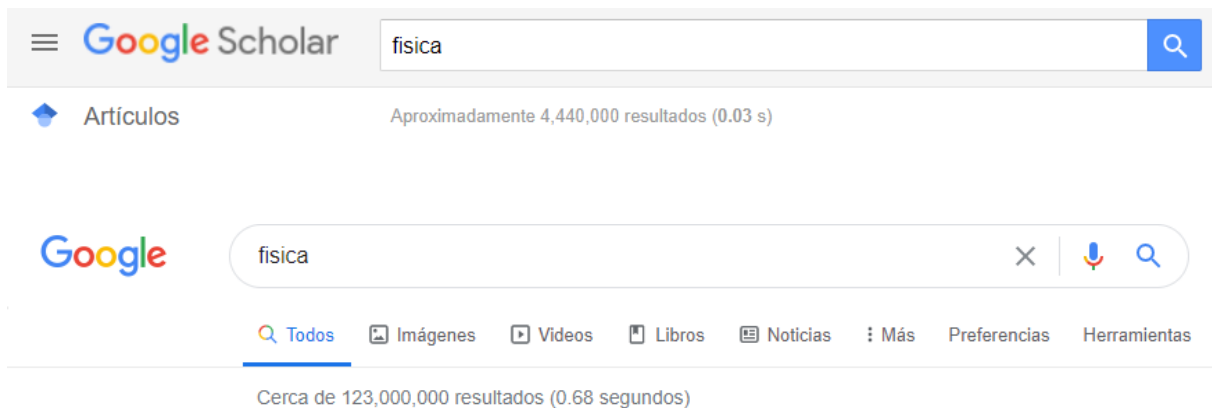 Google Scholar fisica
Artículos Aproximadamente 4,440,000 resultados (0.03 s)
Google fisica
Todos Imágenes Videos Libros Noticias Más Preferencias Herramientas
Cerca de 123,000,000 resultados (0.68 segundos)